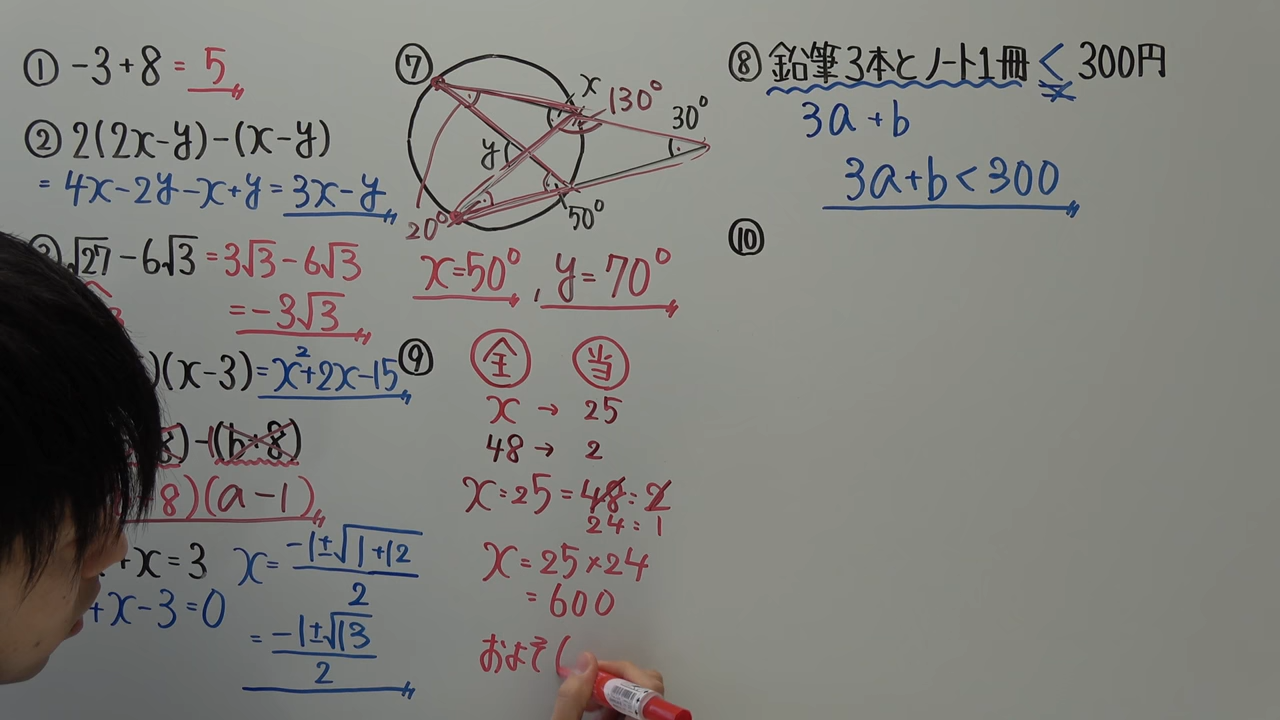 ① -3+8 = 5
② 2(2x-y)-(x-y)
= 4x-2y-x+y = 3x-y
√27 - 6√3 = 3√3 - 6√3
= -3√3
)(x-3) = x²+2x-15
8) - (b+8)
8)(a-1)
+x=3
+x-3=0
x = (-1±√(1+12))/2
= (-1±√13)/2
⑦
x
130°
30°
y
50°
20°
x=50°, y=70°
⑨
全 当
x → 25
48 → 2
x:25 = 48:2
24:1
x = 25×24
= 600
およそ(
⑧ 鉛筆3本とノート1冊 < 300円
3a+b
3a+b<300
⑩